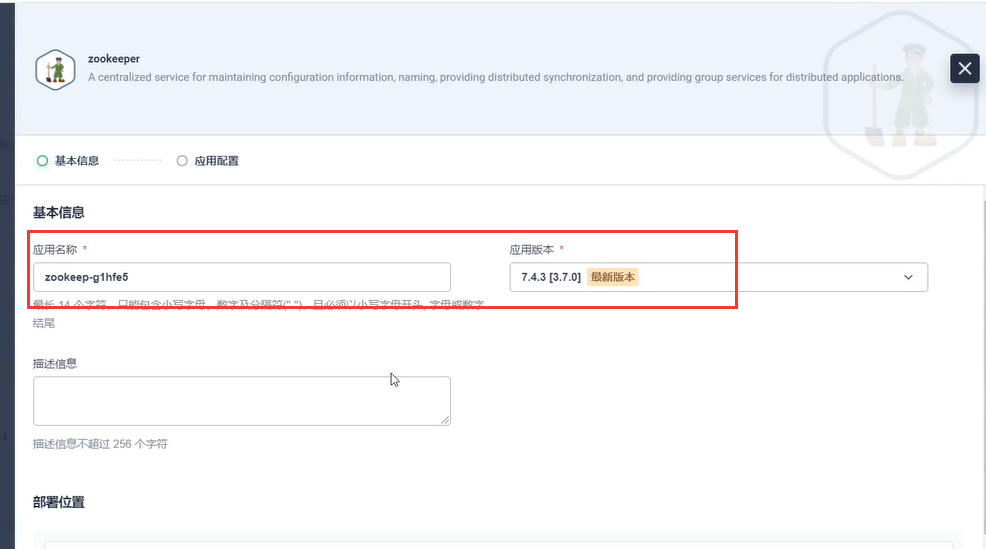 zookeeper
A centralized service for maintaining configuration information, naming, providing distributed synchronization, and providing group services for distributed applications.
基本信息 应用配置
基本信息
应用名称 * 应用版本 *
zookeep-g1hfe5 7.4.3 [3.7.0] 最新版本
最长 14 个字符，只能包含小写字母、数字及分隔符("-")，且必须以小写字母开头, 字母或数字
结尾
描述信息
描述信息不超过 256 个字符
部署位置